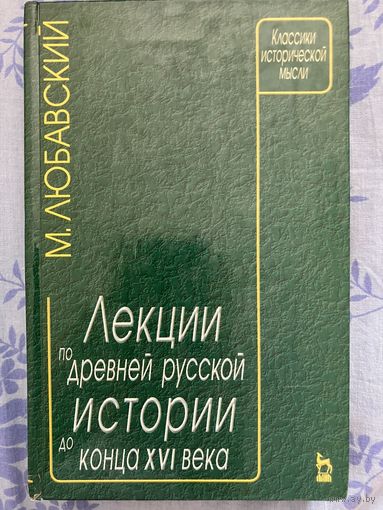 М. ЛЮБАВСКИЙ
Классики
исторической
мысли
Лекции
по древней русской
истории
до конца XVI века